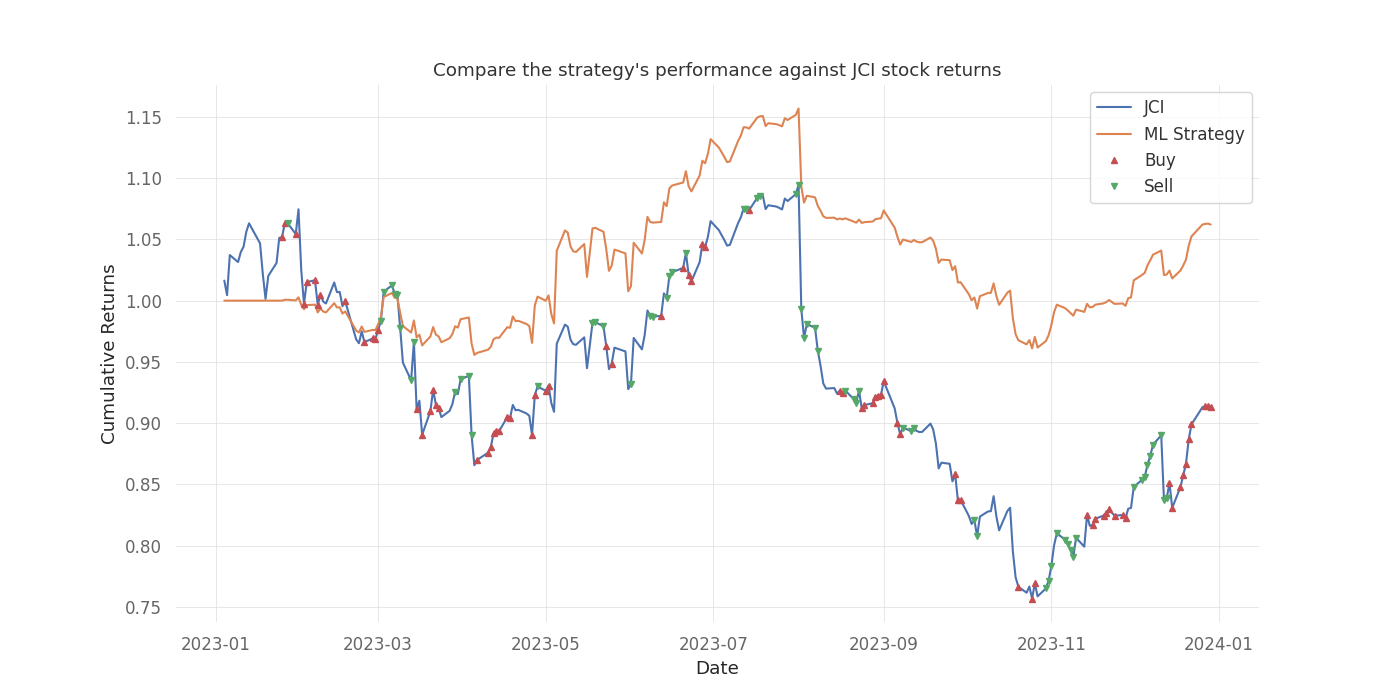 Compare the strategy's performance against JCI stock returns
JCI
ML Strategy
Buy
Sell
Cumulative Returns
1.15
1.10
1.05
1.00
0.95
0.90
0.85
0.80
0.75
2023-01
2023-03
2023-05
2023-07
2023-09
2023-11
2024-01
Date